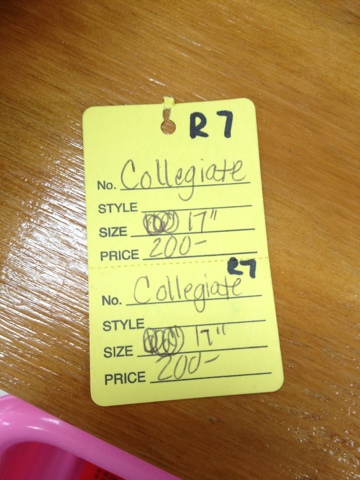 R7
No. Collegiate
STYLE
SIZE 17"
PRICE 200-
R7
No. Collegiate
STYLE
SIZE 17"
PRICE 200-